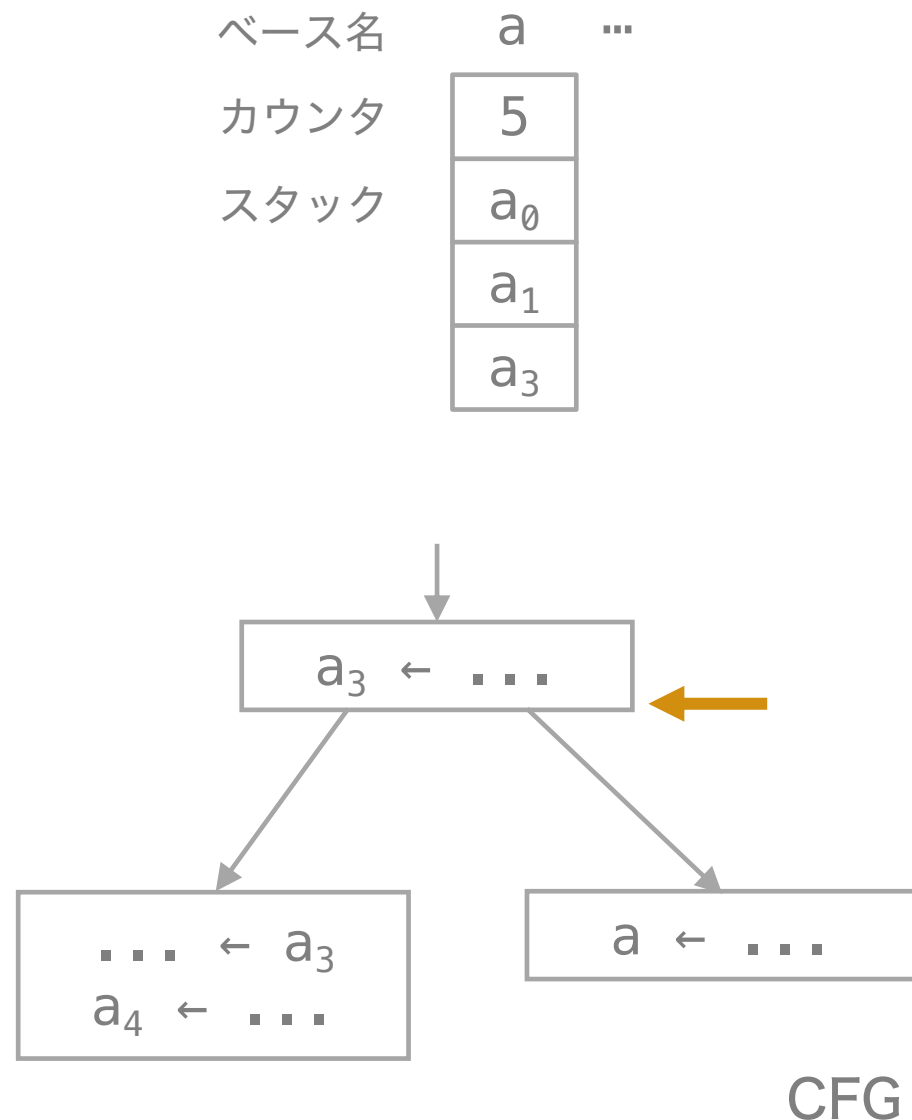 ベース名 a …
カウンタ 5
スタック a₀
a₁
a₃
a₃ ← ...
... ← a₃
a₄ ← ...
a ← ...
CFG